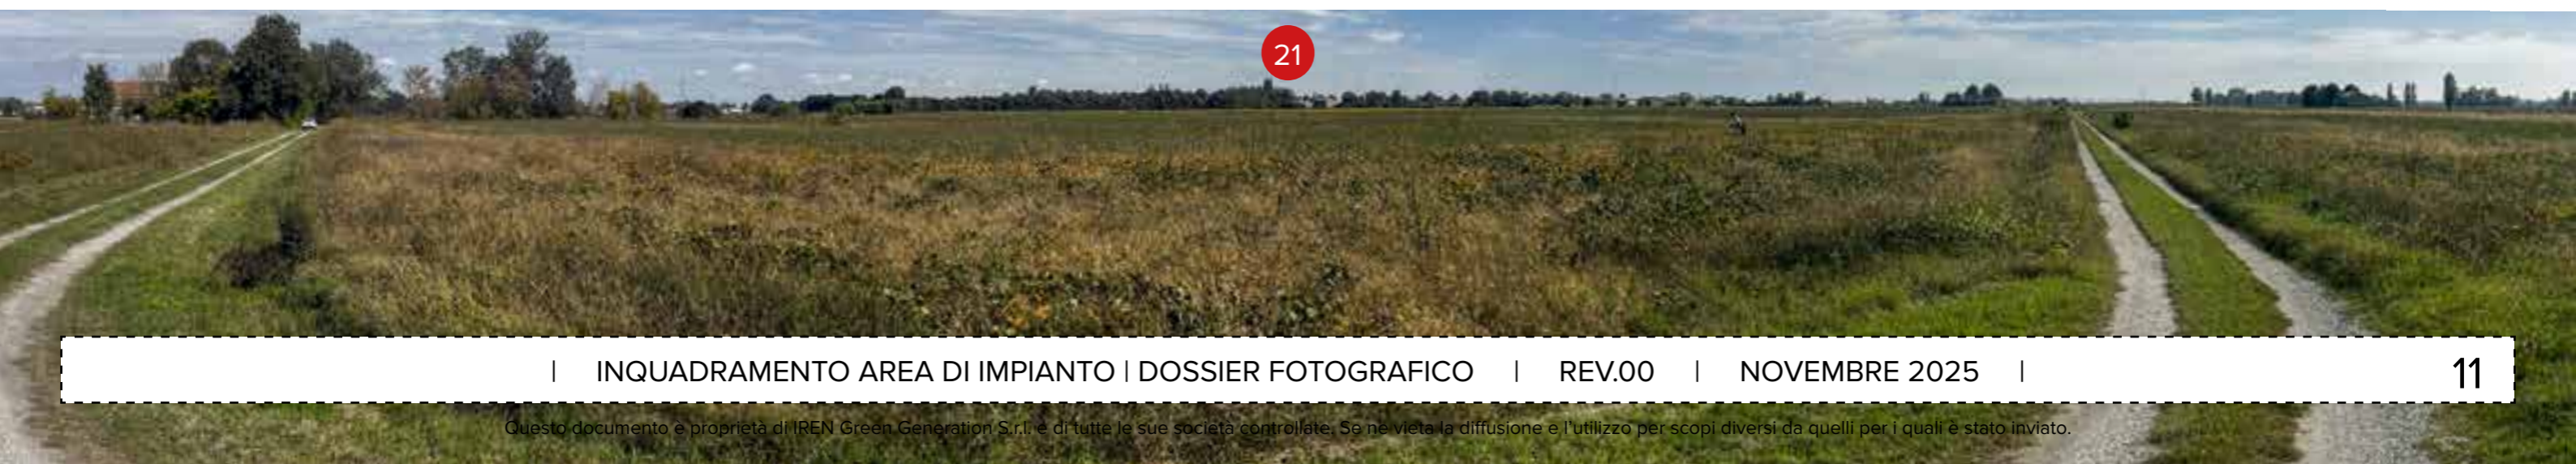 21
| INQUADRAMENTO AREA DI IMPIANTO | DOSSIER FOTOGRAFICO | REV.00 | NOVEMBRE 2025 | 11
Questo documento è proprietà di IREN Green Generation S.r.l. e di tutte le sue società controllate. Se ne vieta la diffusione e l'utilizzo per scopi diversi da quelli per i quali è stato inviato.